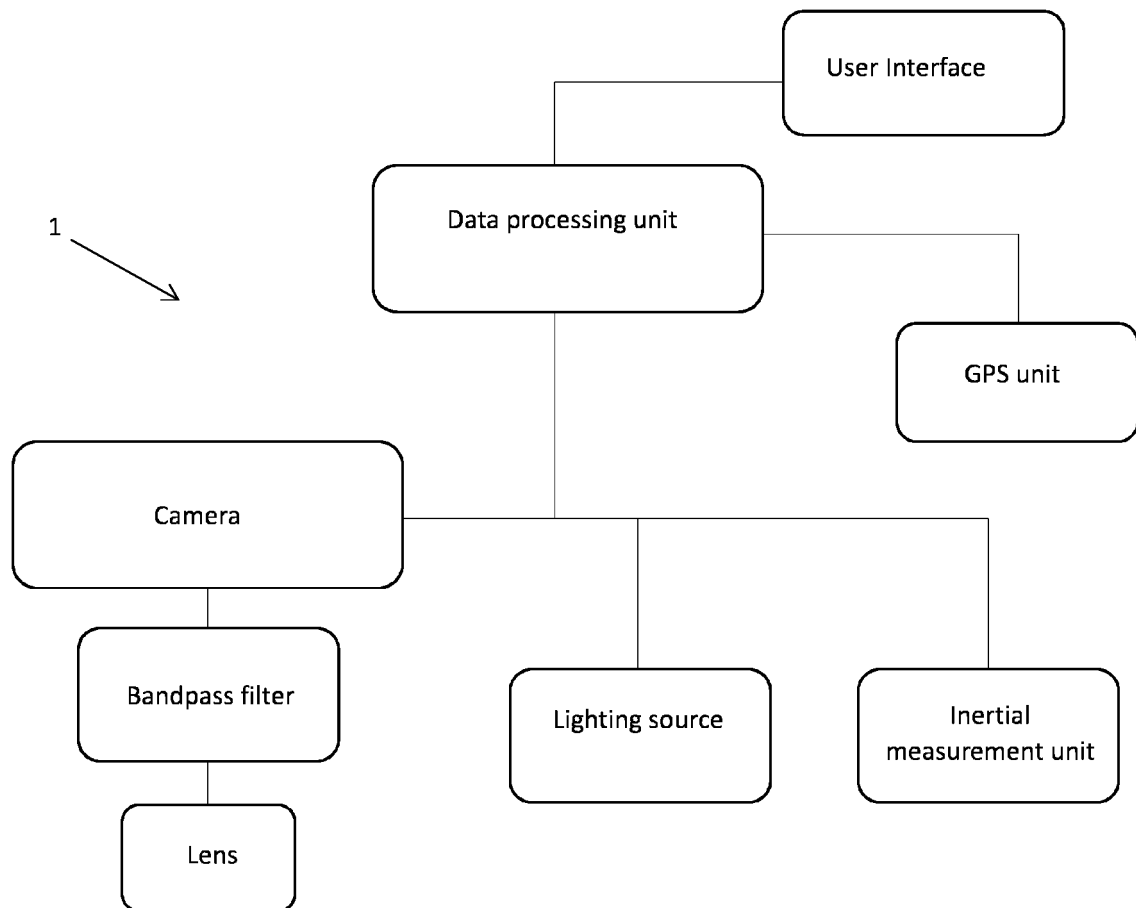 User Interface
Data processing unit
1
GPS unit
Camera
Bandpass filter
Lighting source
Inertial
measurement unit
Lens